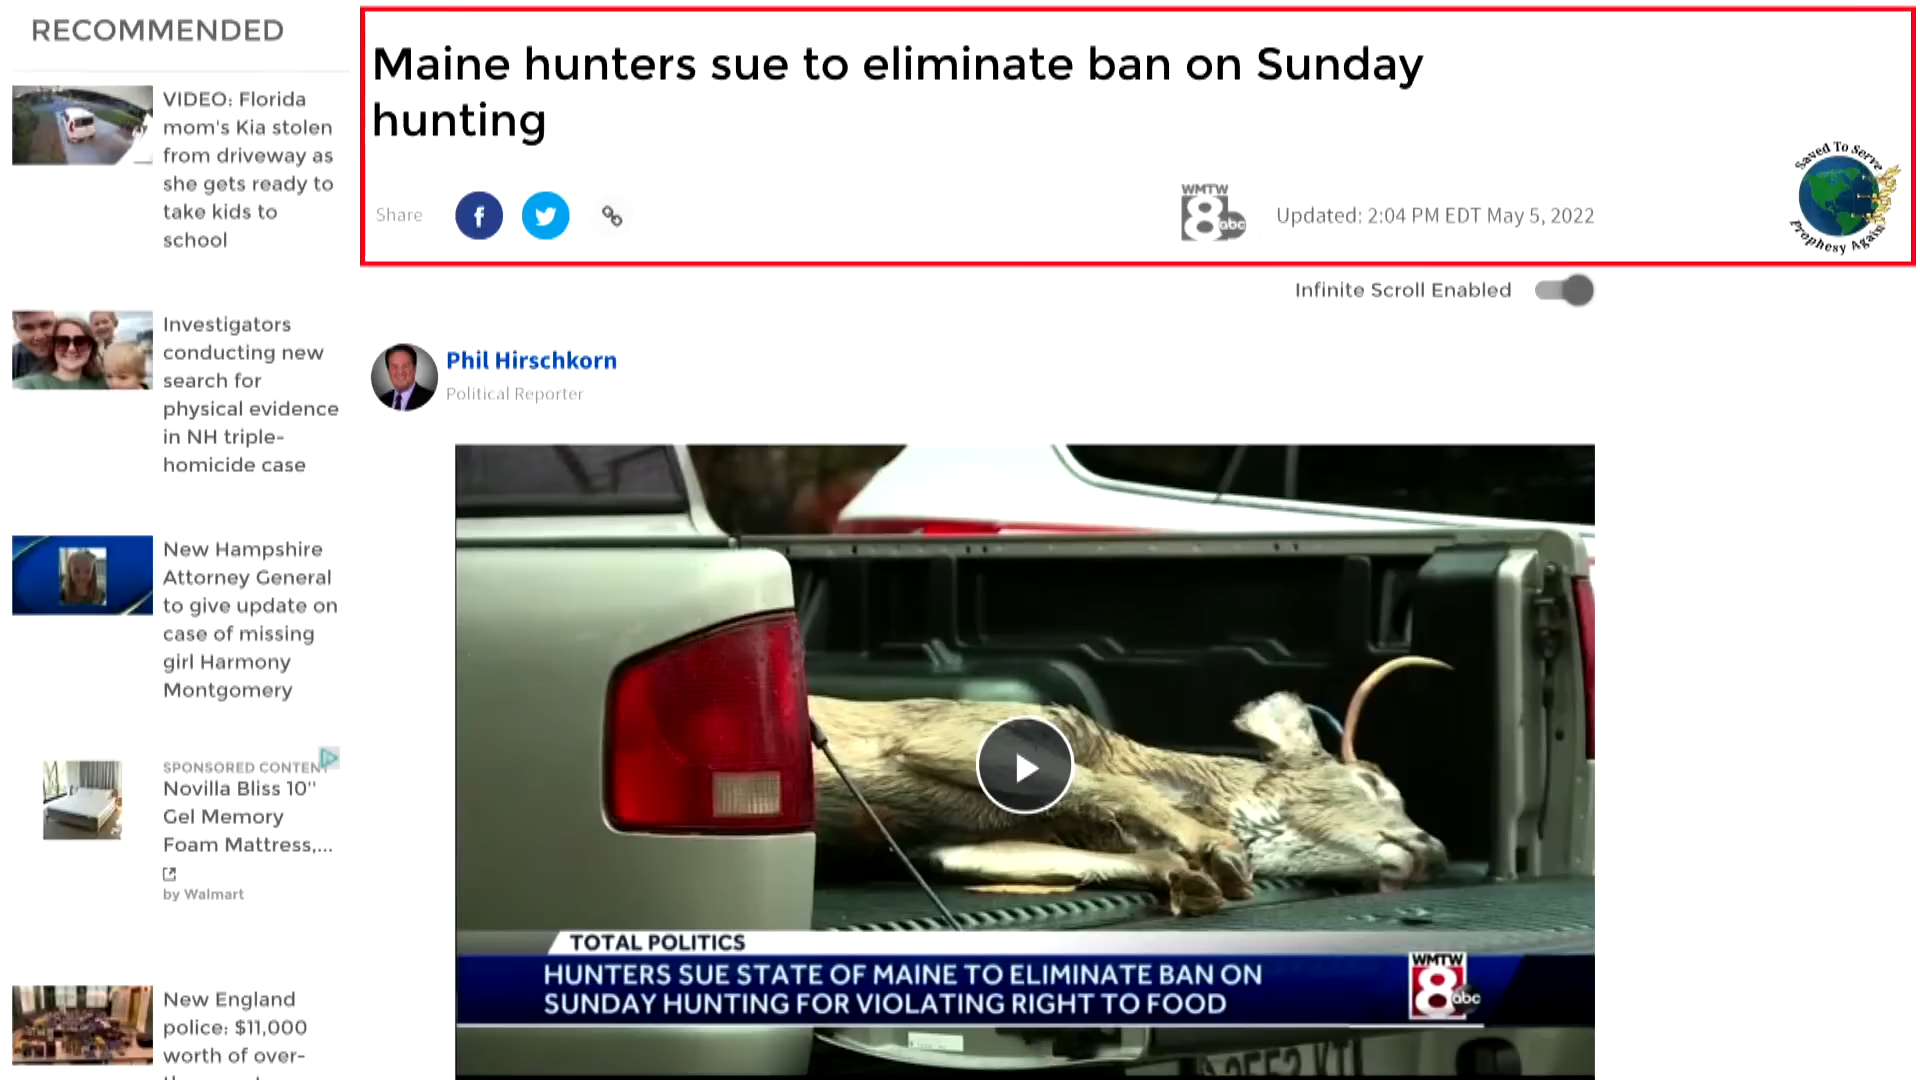 RECOMMENDED
VIDEO: Florida
mom's Kia stolen
from driveway as
she gets ready to
take kids to
school
Investigators
conducting new
search for
physical evidence
in NH triple-
homicide case
New Hampshire
Attorney General
to give update on
case of missing
girl Harmony
Montgomery
SPONSORED CONTENT
Novilla Bliss 10"
Gel Memory
Foam Mattress,...
by Walmart
New England
police: $11,000
worth of over-
Maine hunters sue to eliminate ban on Sunday
hunting
Share
WMTW
8 abc
Updated: 2:04 PM EDT May 5, 2022
Saved To Serve
Prophesy Again
Infinite Scroll Enabled
Phil Hirschkorn
Political Reporter
TOTAL POLITICS
HUNTERS SUE STATE OF MAINE TO ELIMINATE BAN ON
SUNDAY HUNTING FOR VIOLATING RIGHT TO FOOD
WMTW
8 abc